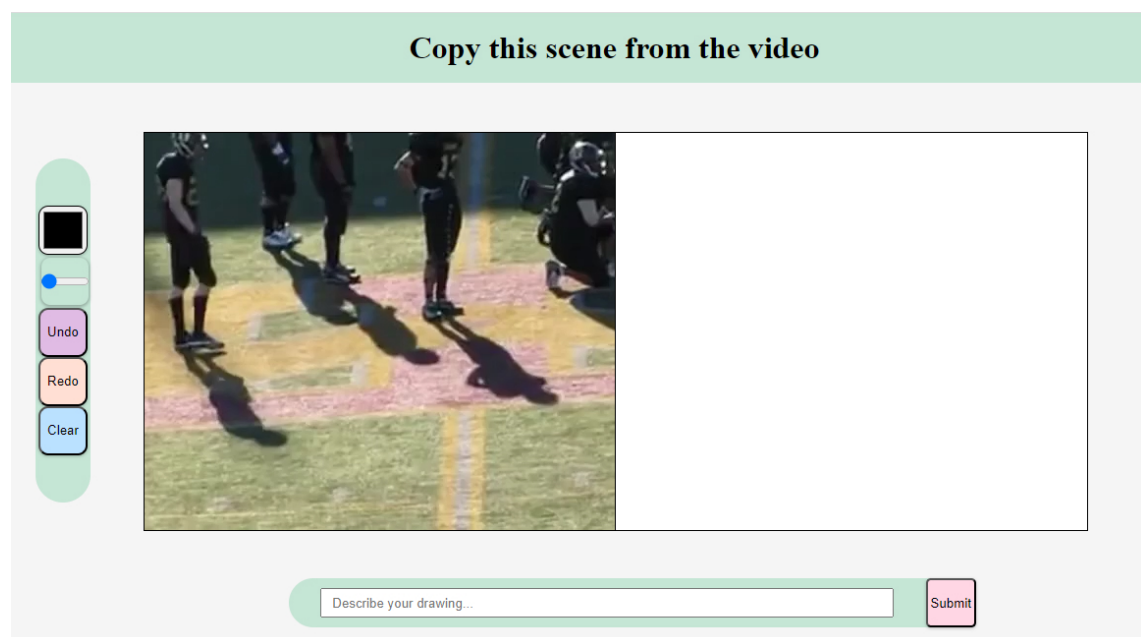 Copy this scene from the video
Undo
Redo
Clear
Describe your drawing...
Submit